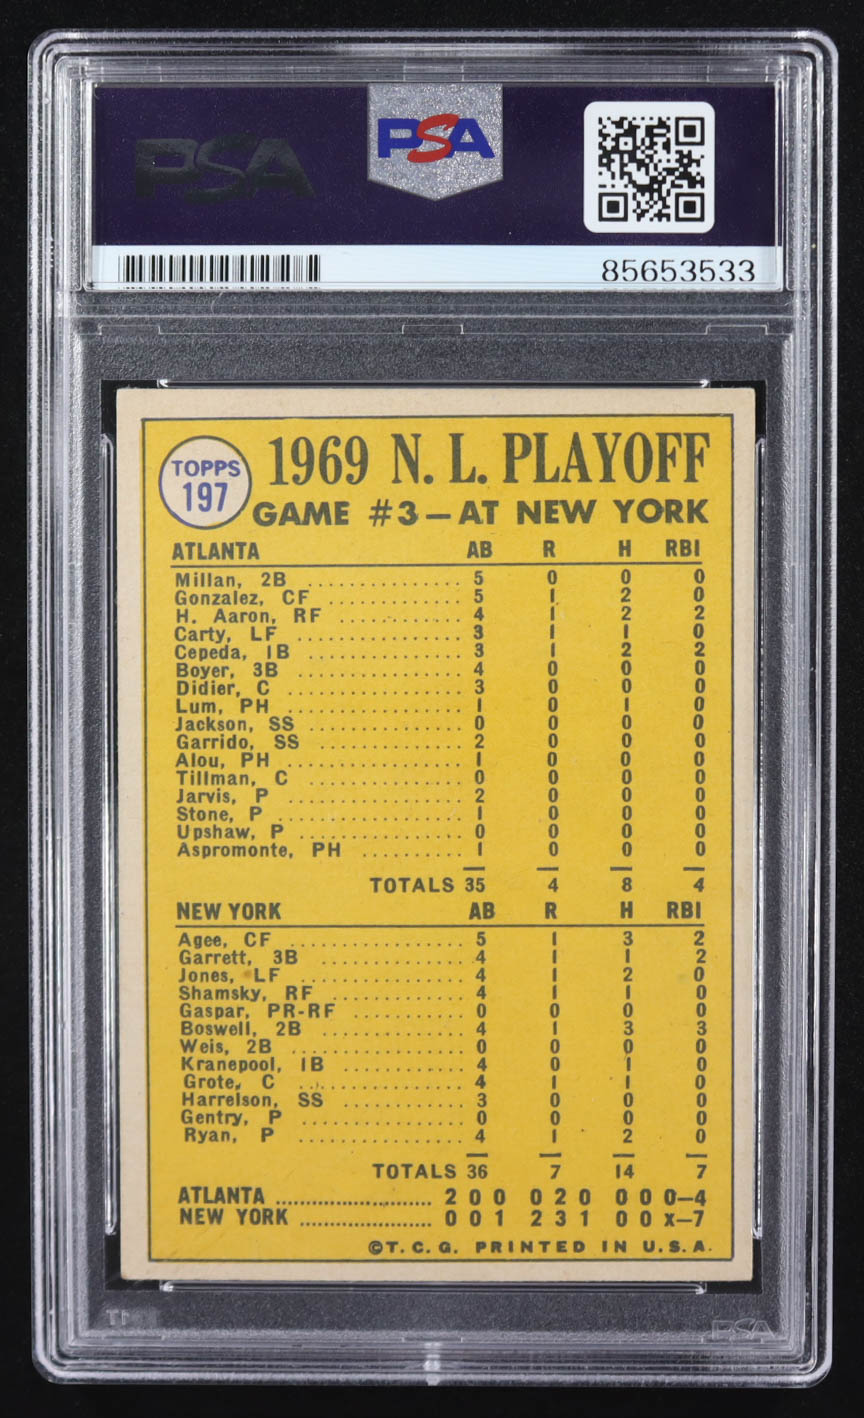 PSA
PSA
85653533
TOPPS
197
1969 N. L. PLAYOFF
GAME #3—AT NEW YORK
ATLANTA AB R H RBI
Millan, 2B ............... 5 0 0 0
Gonzalez, CF ............. 5 1 2 0
H. Aaron, RF ............ 4 1 2 2
Carty, LF ................ 3 1 1 0
Cepeda, 1B ............... 3 1 2 2
Boyer, 3B ................ 4 0 0 0
Didier, C ................. 3 0 0 0
Lum, PH ................. 1 0 1 0
Jackson, SS .............. 0 0 0 0
Garrido, SS .............. 2 0 0 0
Alou, PH ................. 1 0 0 0
Tillman, C ................ 0 0 0 0
Jarvis, P ................. 2 0 0 0
Stone, P ................. 1 0 0 0
Upshaw, P ............... 0 0 0 0
Aspromonte, PH .......... 1 0 0 0
TOTALS 35 4 8 4
NEW YORK AB R H RBI
Agee, CF ................. 5 1 3 2
Garrett, 3B .............. 4 1 1 2
Jones, LF ................ 4 1 2 0
Shamsky, RF ............. 4 1 1 0
Gaspar, PR-RF ............ 0 0 0 0
Boswell, 2B .............. 4 1 3 3
Weis, 2B ................. 0 0 0 0
Kranepool, 1B ............ 4 0 1 0
Grote, C ................. 4 1 1 0
Harrelson, SS ............ 3 0 0 0
Gentry, P ................ 0 0 0 0
Ryan, P .................. 4 1 2 0
TOTALS 36 7 14 7
ATLANTA .......................... 2 0 0 0 2 0 0 0 0—4
NEW YORK ...................... 0 0 1 2 3 1 0 0 x—7
©T.C.G. PRINTED IN U.S.A.
PSA